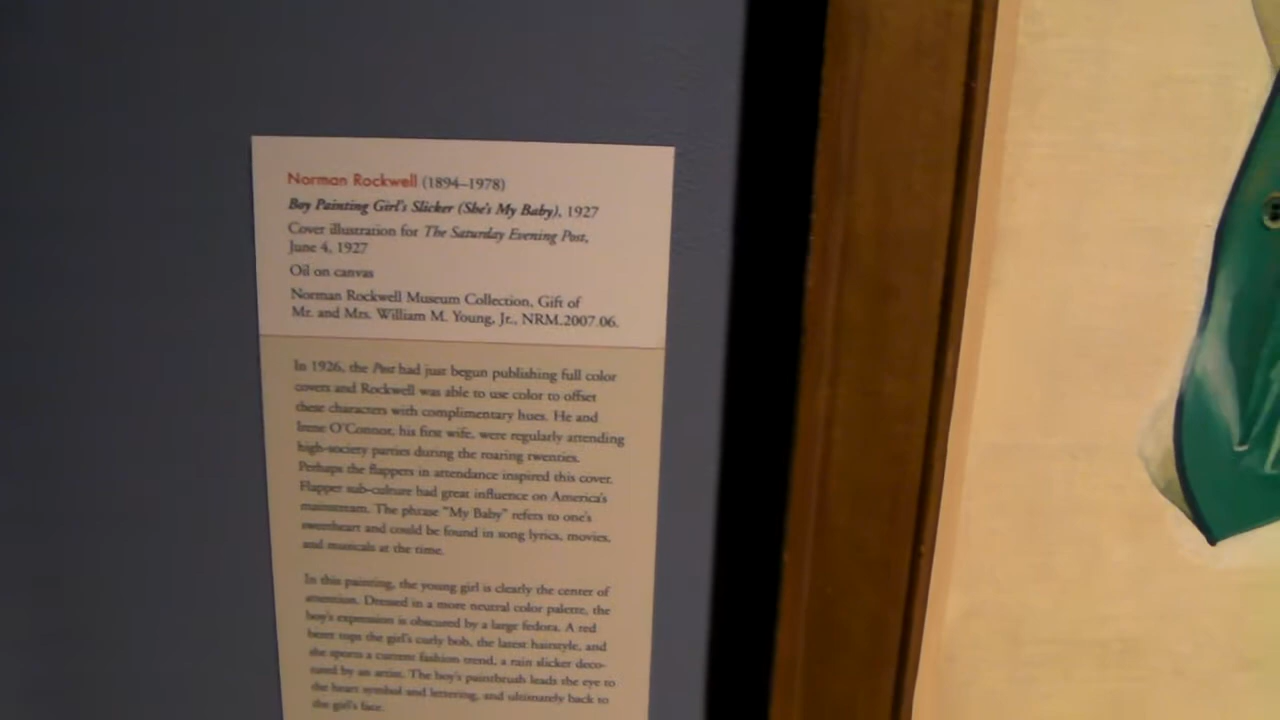 Norman Rockwell (1894–1978)
Boy Painting Girl's Slicker (She's My Baby), 1927
Cover illustration for The Saturday Evening Post,
June 4, 1927
Oil on canvas
Norman Rockwell Museum Collection, Gift of
Mr. and Mrs. William M. Young, Jr., NRM.2007.06.
In 1926, the Post had just begun publishing full color
covers and Rockwell was able to use color to offset
these characters with complimentary hues. He and
Irene O'Connor, his first wife, were regularly attending
high-society parties during the roaring twenties.
Perhaps the flappers in attendance inspired this cover.
Flapper sub-culture had great influence on America's
mainstream. The phrase "My Baby" refers to one's
sweetheart and could be found in song lyrics, movies,
and musicals at the time.
In this painting, the young girl is clearly the center of
attention. Dressed in a more neutral color palette, the
boy's expression is obscured by a large fedora. A red
beret tops the girl's curly bob, the latest hairstyle, and
she sports a current fashion trend, a rain slicker deco-
rated by an artist. The boy's paintbrush leads the eye to
the heart symbol and lettering, and ultimately back to
the girl's face.